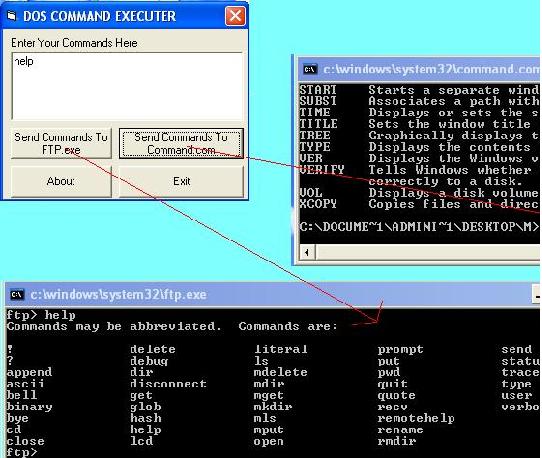 DOS COMMAND EXECUTER
Enter Your Commands Here
help
Send Commands To
FTP.exe
Send Commands To
Command.com
About
Exit
c:\windows\system32\command.com
START Starts a separate wind
SUBST Associates a path with
TIME Displays or sets the s
TITLE Sets the window title
TREE Graphically displays t
TYPE Displays the contents
VER Displays the Windows v
VERIFY Tells Windows whether
correctly to a disk.
VOL Displays a disk volume
XCOPY Copies files and direc
C:\DOCUME~1\ADMINI~1\DESKTOP\M>
c:\windows\system32\ftp.exe
ftp> help
Commands may be abbreviated. Commands are:
! delete literal prompt send
? debug ls put statu
append dir mdelete pwd trace
ascii disconnect mdir quit type
bell get mget quote user
binary glob mkdir recv verbo
bye hash mls remotehelp
cd help mput rename
close lcd open rmdir
ftp>